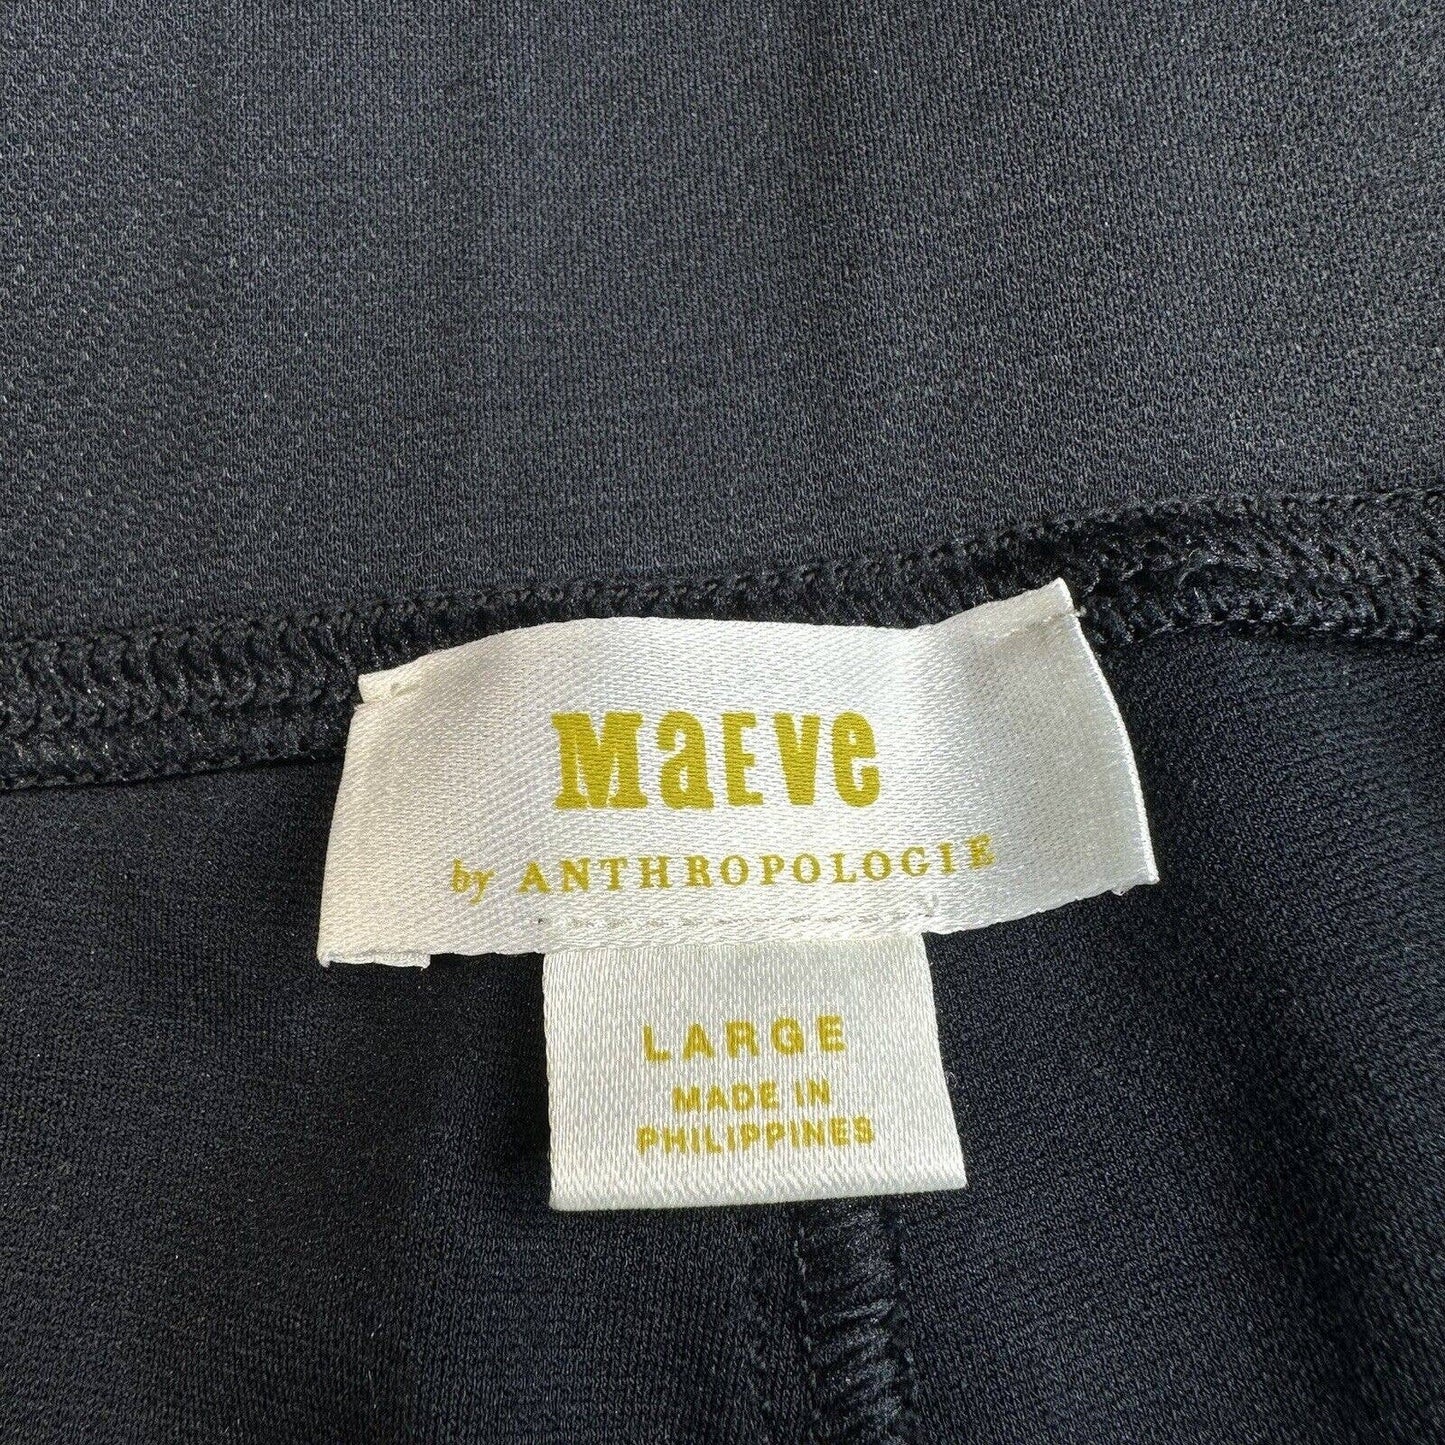 MaEVe
by ANTHROPOLOGIE
LARGE
MADE IN
PHILIPPINES